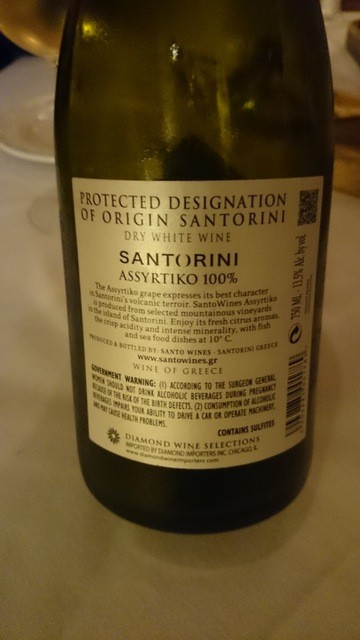 PROTECTED DESIGNATION
OF ORIGIN SANTORINI
DRY WHITE WINE
SANTORINI
ASSYRTIKO 100%
The Assyrtiko grape expresses its best character
in Santorini's volcanic terroir. SantoWines Assyrtiko
is produced from selected mountainous vineyards
in the island of Santorini. Enjoy its fresh citrus aromas,
the crisp acidity and intense minerality, with fish
and sea food dishes at 10° C.
PRODUCED & BOTTLED BY: SANTO WINES - SANTORINI GREECE
www.santowines.gr
WINE OF GREECE
GOVERNMENT WARNING: (1) ACCORDING TO THE SURGEON GENERAL
WOMEN SHOULD NOT DRINK ALCOHOLIC BEVERAGES DURING PREGNANCY
BECAUSE OF THE RISK OF THE BIRTH DEFECTS. (2) CONSUMPTION OF ALCOHOLIC
BEVERAGES IMPAIRS YOUR ABILITY TO DRIVE A CAR OR OPERATE MACHINERY,
AND MAY CAUSE HEALTH PROBLEMS.
CONTAINS SULFITES
DIAMOND WINE SELECTIONS
IMPORTED BY DIAMOND IMPORTERS INC CHICAGO IL
www.diamondwineimporters.com
750 ML 13,5% Alc. by vol.